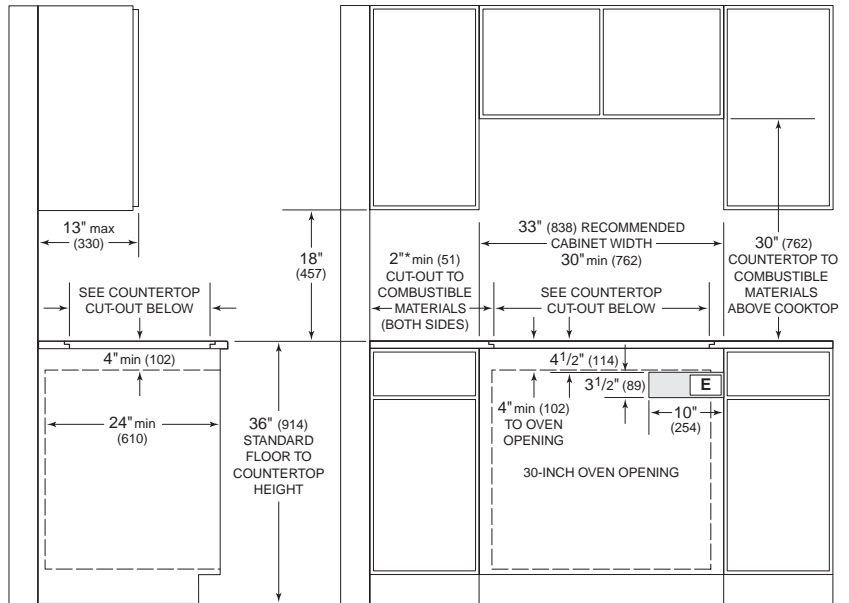 13" max
(330)
18"
(457)
33" (838) RECOMMENDED
CABINET WIDTH
30" min (762)
2"* min (51)
CUT-OUT TO
COMBUSTIBLE
MATERIALS
(BOTH SIDES)
30" (762)
COUNTERTOP TO
COMBUSTIBLE
MATERIALS
ABOVE COOKTOP
SEE COUNTERTOP
CUT-OUT BELOW
SEE COUNTERTOP
CUT-OUT BELOW
4" min (102)
24" min
(610)
36" (914)
STANDARD
FLOOR TO
COUNTERTOP
HEIGHT
4 1/2" (114)
3 1/2" (89)
E
4" min (102)
TO OVEN
OPENING
10"
(254)
30-INCH OVEN OPENING